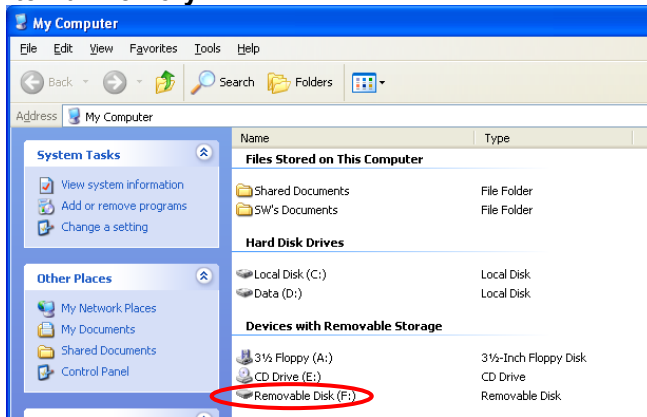 My Computer
File Edit View Favorites Tools Help
Back Search Folders
Address My Computer
Name Type
System Tasks
View system information
Add or remove programs
Change a setting
Other Places
My Network Places
My Documents
Shared Documents
Control Panel
Files Stored on This Computer
Shared Documents File Folder
SW's Documents File Folder
Hard Disk Drives
Local Disk (C:) Local Disk
Data (D:) Local Disk
Devices with Removable Storage
3½ Floppy (A:) 3½-Inch Floppy Disk
CD Drive (E:) CD Drive
Removable Disk (F:) Removable Disk